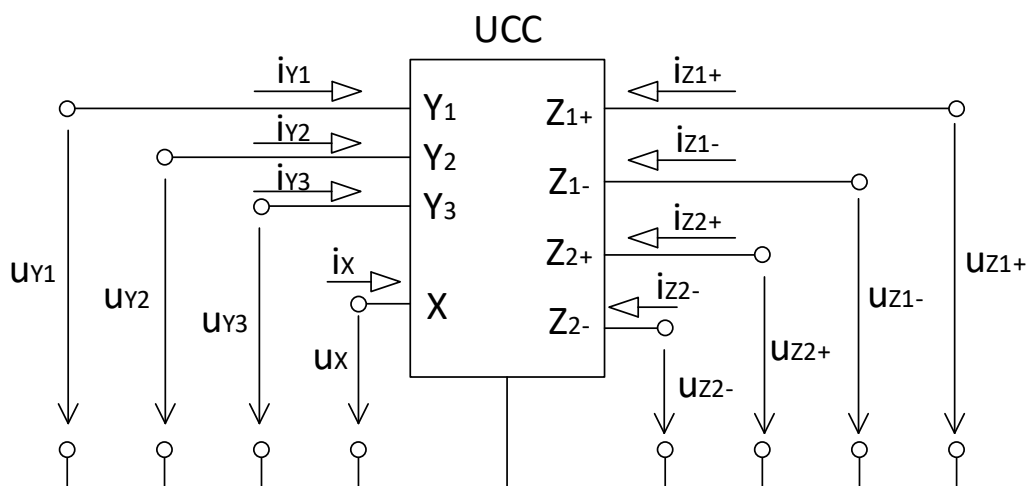 UCC
iY1
iZ1+
Y1
Z1+
iY2
iZ1-
Y2
Z1-
iY3
iZ2+
Y3
Z2+
iX
iZ2-
X
Z2-
uY1
uY2
uY3
uX
uZ2-
uZ2+
uZ1-
uZ1+